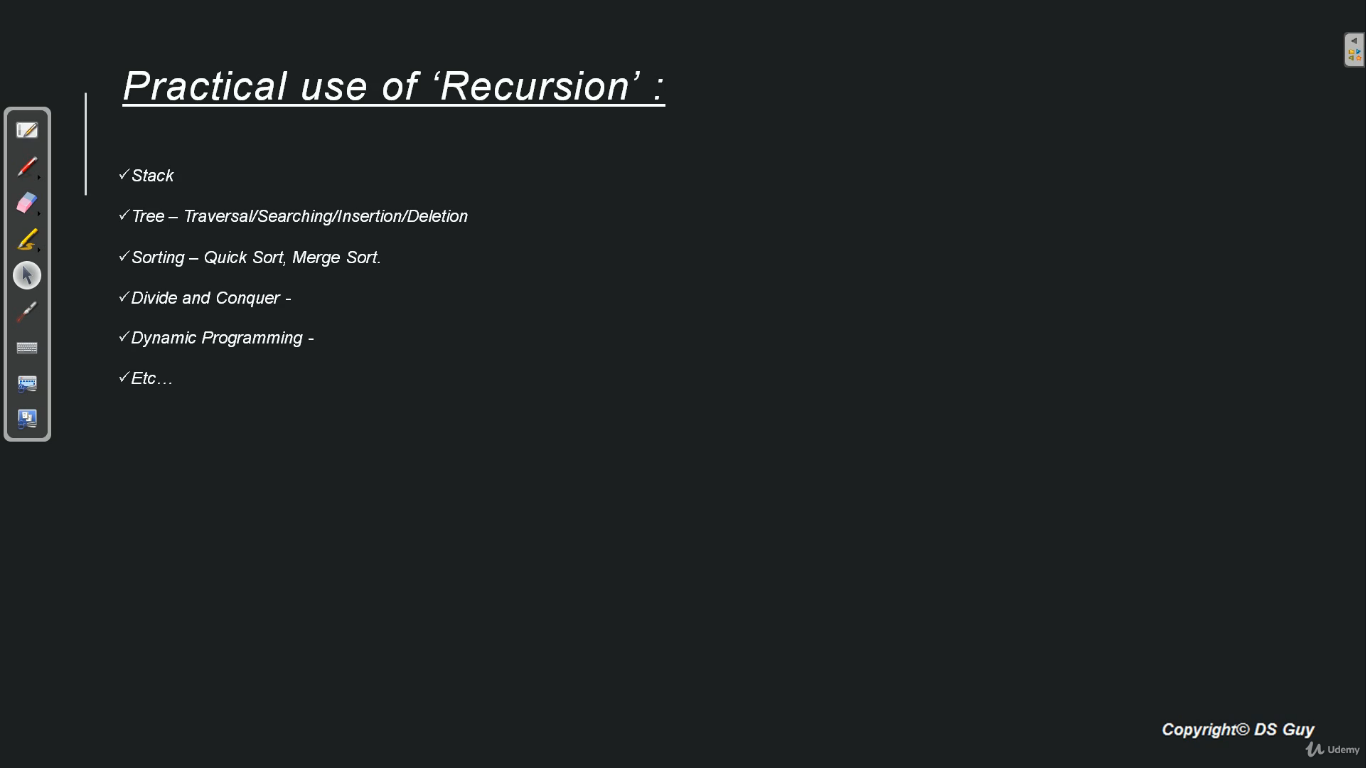 Practical use of ‘Recursion’ :
✓Stack
✓Tree – Traversal/Searching/Insertion/Deletion
✓Sorting – Quick Sort, Merge Sort.
✓Divide and Conquer -
✓Dynamic Programming -
✓Etc…
Copyright© DS Guy
Udemy